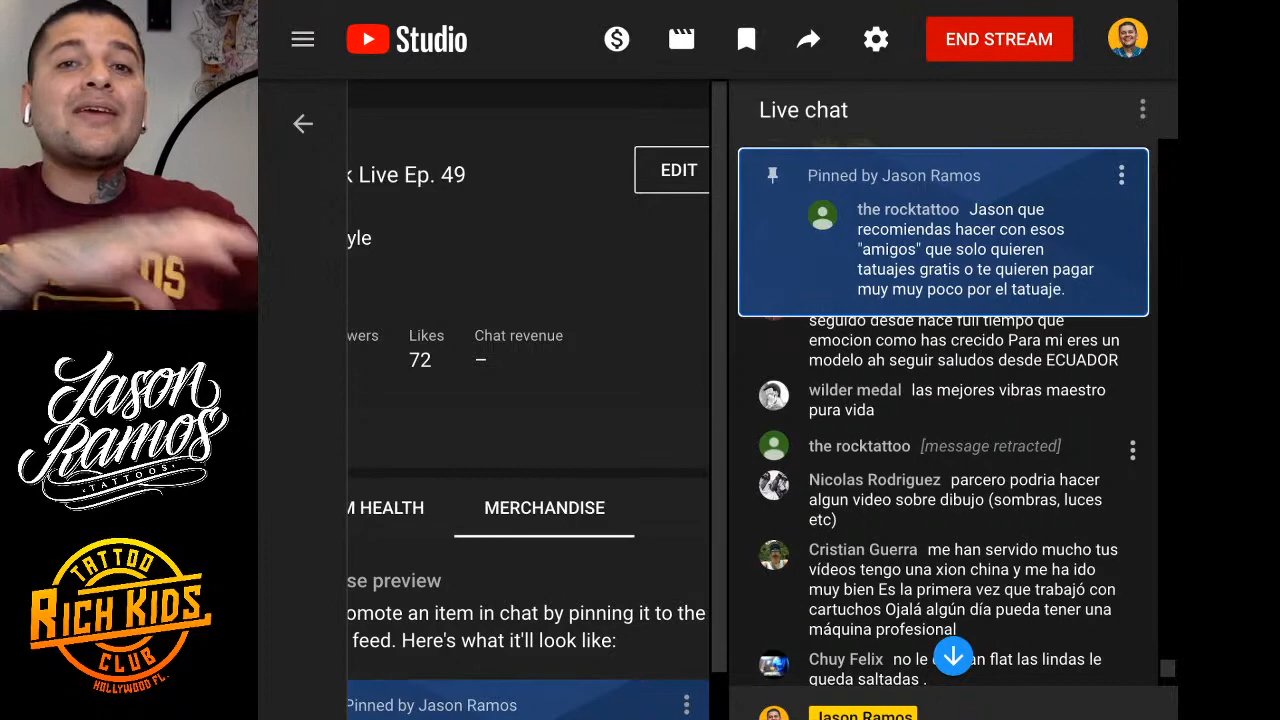 Studio
END STREAM
k Live Ep. 49
EDIT
yle
wers
Likes
Chat revenue
72
–
M HEALTH
MERCHANDISE
se preview
omote an item in chat by pinning it to the
feed. Here's what it'll look like:
Pinned by Jason Ramos
Live chat
Pinned by Jason Ramos
the rocktattoo Jason que
recomiendas hacer con esos
"amigos" que solo quieren
tatuajes gratis o te quieren pagar
muy muy poco por el tatuaje.
seguido desde hace full tiempo que
emocion como has crecido Para mi eres un
modelo ah seguir saludos desde ECUADOR
wilder medal las mejores vibras maestro
pura vida
the rocktattoo [message retracted]
Nicolas Rodriguez parcero podria hacer
algun video sobre dibujo (sombras, luces
etc)
Cristian Guerra me han servido mucho tus
vídeos tengo una xion china y me ha ido
muy bien Es la primera vez que trabajó con
cartuchos Ojalá algún día pueda tener una
máquina profesional
Chuy Felix no le an flat las lindas le
queda saltadas .
Jason Ramos
Jason
Ramos
TATTOOS
TATTOO
RICH KIDS
CLUB
HOLLYWOOD FL.